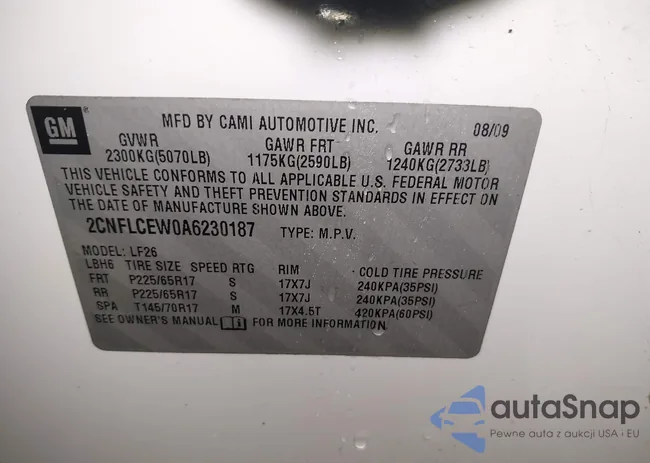 GM
MFD BY CAMI AUTOMOTIVE INC. 08/09
GVWR GAWR FRT GAWR RR
2300KG(5070LB) 1175KG(2590LB) 1240KG(2733LB)
THIS VEHICLE CONFORMS TO ALL APPLICABLE U.S. FEDERAL MOTOR
VEHICLE SAFETY AND THEFT PREVENTION STANDARDS IN EFFECT ON
THE DATE OF MANUFACTURE SHOWN ABOVE.
2CNFLCEW0A6230187 TYPE: M.P.V.
MODEL: LF26
LBH6 TIRE SIZE SPEED RTG RIM COLD TIRE PRESSURE
FRT P225/65R17 S 17X7J 240KPA(35PSI)
RR P225/65R17 S 17X7J 240KPA(35PSI)
SPA T145/70R17 M 17X4.5T 420KPA(60PSI)
SEE OWNER'S MANUAL FOR MORE INFORMATION.
autaSnap
Pewne auta z aukcji USA i EU